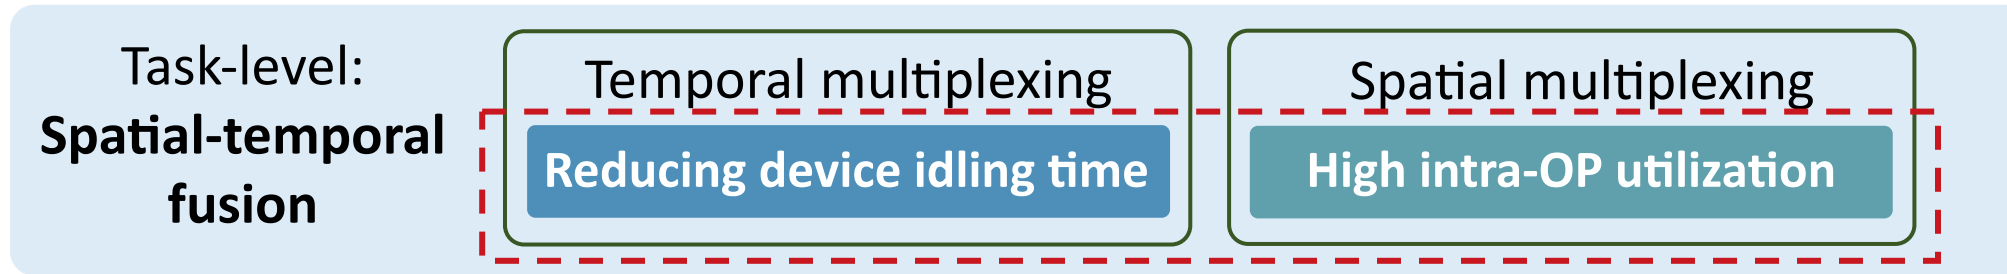 Task-level:
Spatial-temporal
fusion
Temporal multiplexing
Reducing device idling time
Spatial multiplexing
High intra-OP utilization